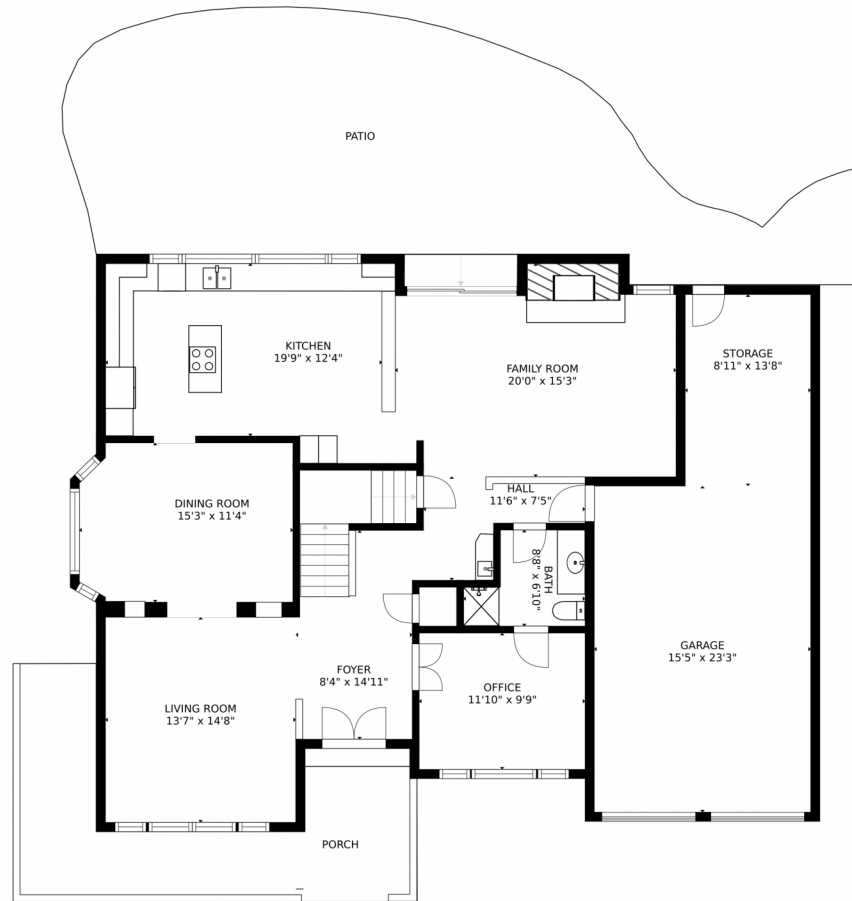 PATIO
KITCHEN
19'9" x 12'4"
FAMILY ROOM
20'0" x 15'3"
STORAGE
8'11" x 13'8"
DINING ROOM
15'3" x 11'4"
HALL
11'6" x 7'5"
BATH
8'8" x 6'10"
GARAGE
15'5" x 23'3"
FOYER
8'4" x 14'11"
OFFICE
11'10" x 9'9"
LIVING ROOM
13'7" x 14'8"
PORCH